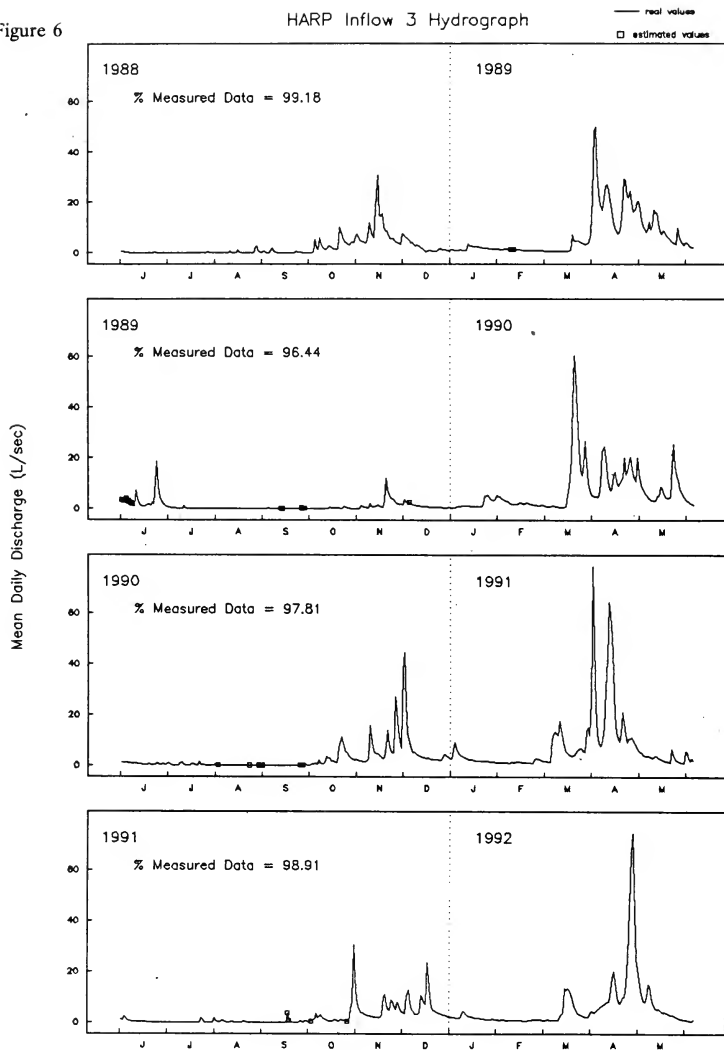 Figure 6
HARP Inflow 3 Hydrograph
real values
estimated values
Mean Daily Discharge (L/sec)
1988
1989
% Measured Data = 99.18
80
40
20
0
J J A S O N D J F M A M
1989
1990
% Measured Data = 96.44
60
40
20
0
J J A S O N D J F M A M
1990
1991
% Measured Data = 97.81
60
40
20
0
J J A S O N D J F M A M
1991
1992
% Measured Data = 98.91
60
40
20
0
J J A S O N D J F M A M